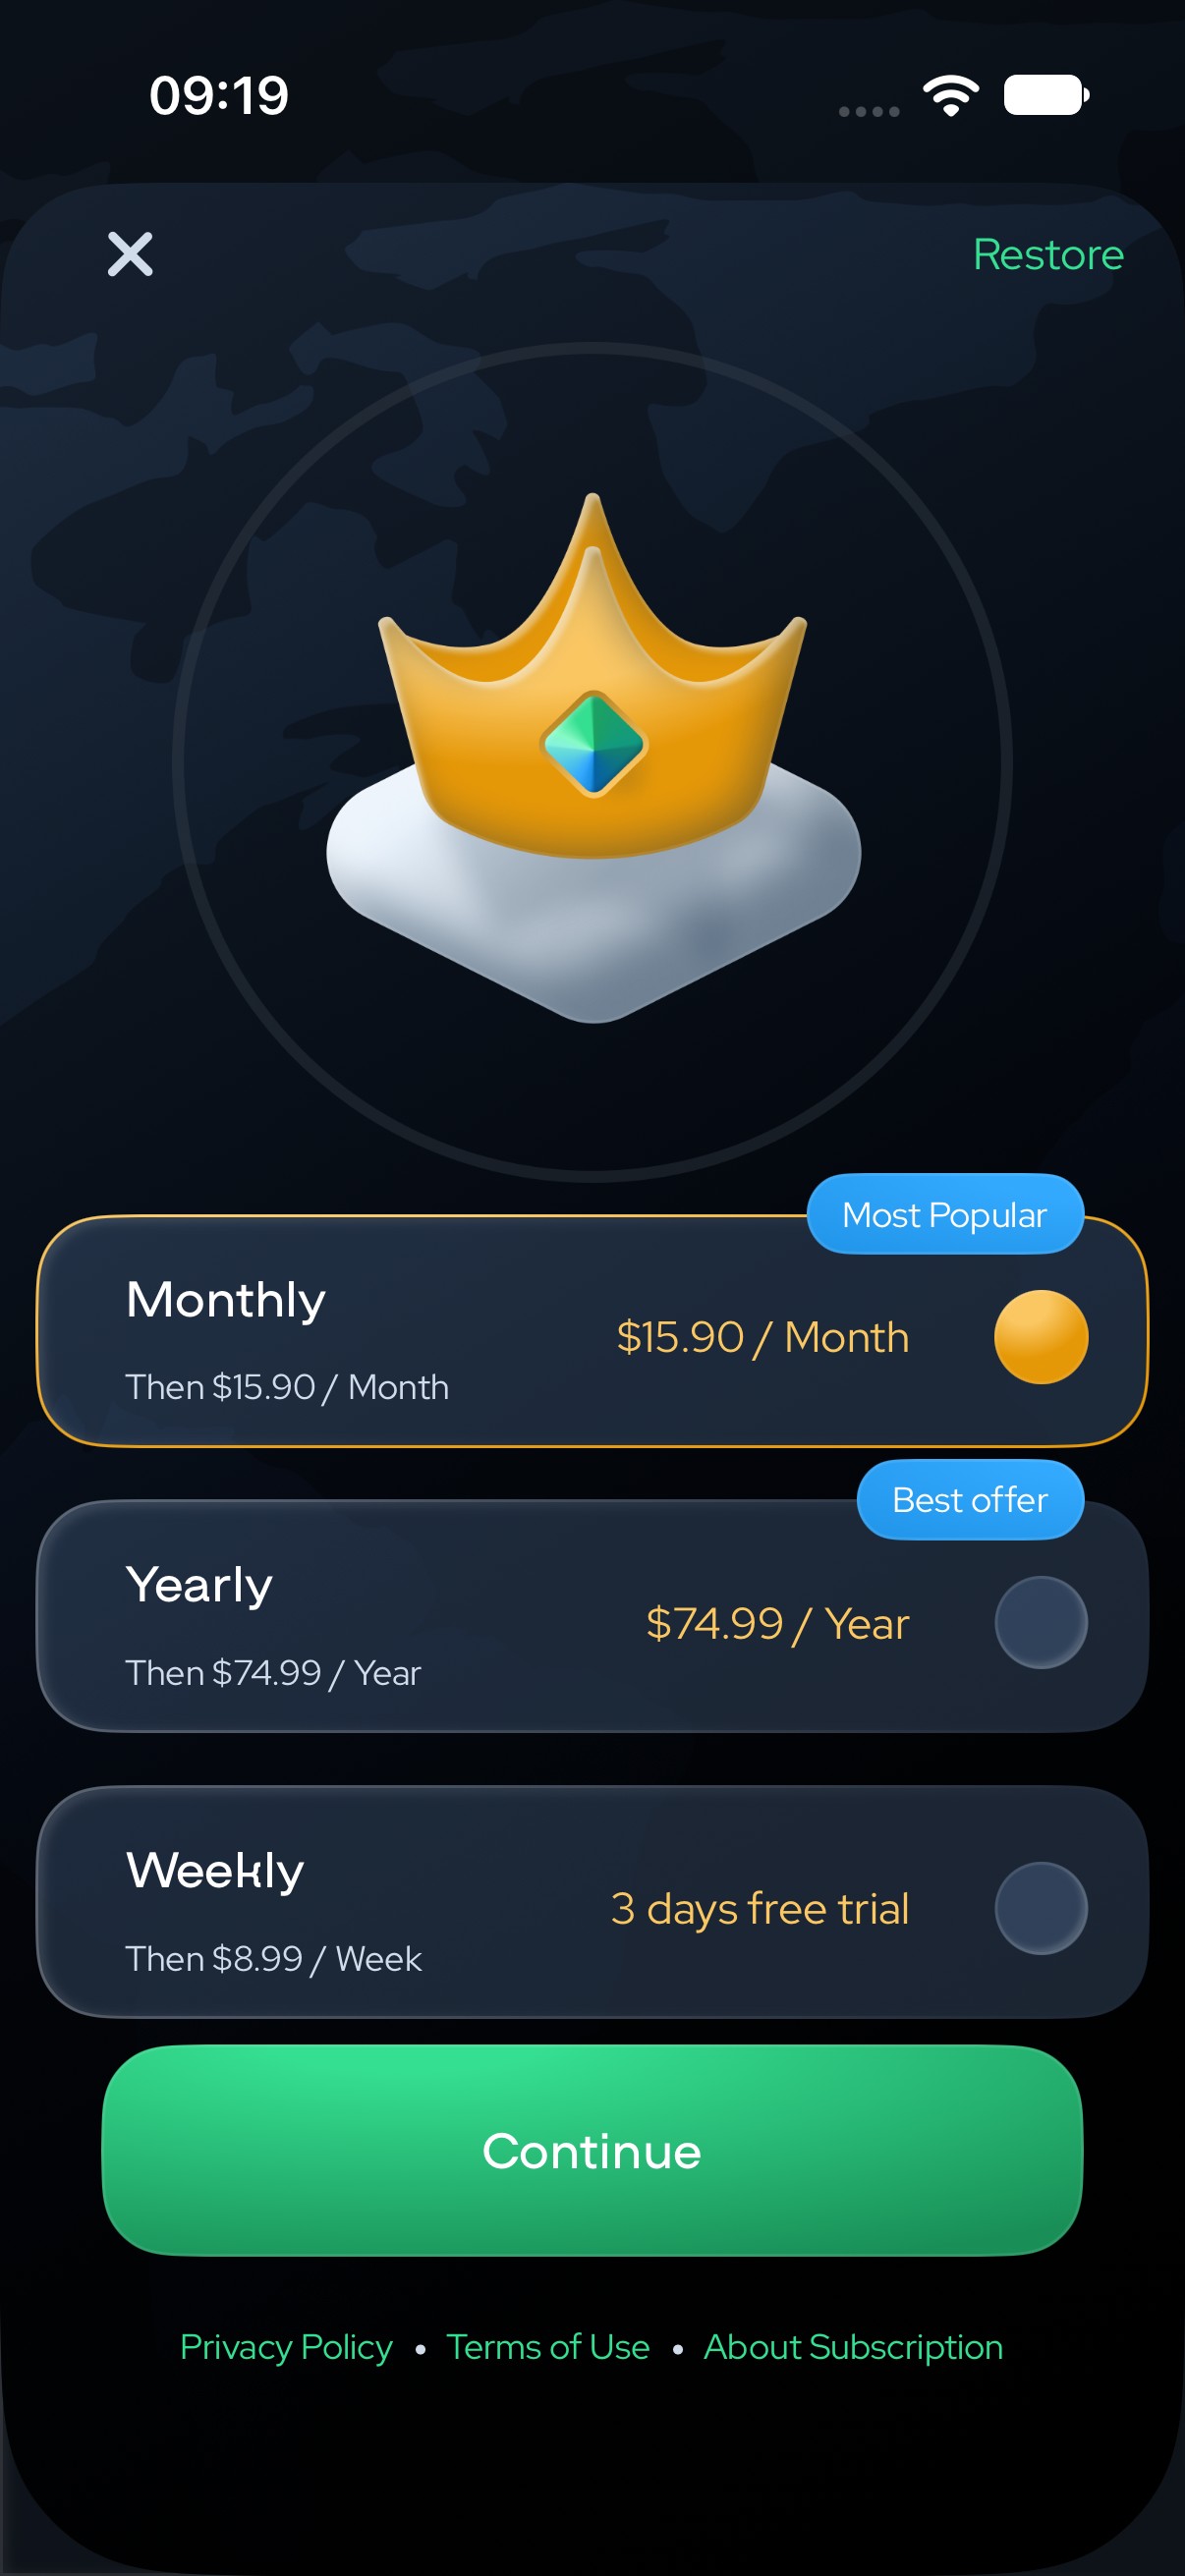 09:19
Restore
Most Popular
Monthly
$15.90 / Month
Then $15.90 / Month
Best offer
Yearly
$74.99 / Year
Then $74.99 / Year
Weekly
3 days free trial
Then $8.99 / Week
Continue
Privacy Policy • Terms of Use • About Subscription